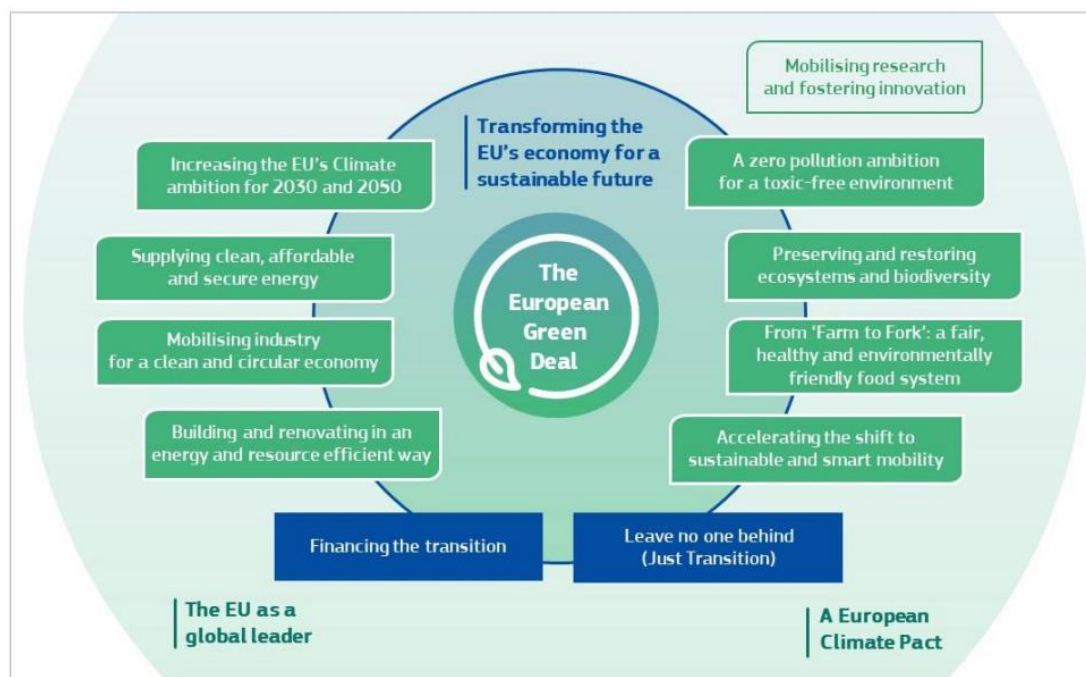 Mobilising research
and fostering innovation
Transforming the
EU's economy for a
sustainable future
Increasing the EU's Climate
ambition for 2030 and 2050
A zero pollution ambition
for a toxic-free environment
Supplying clean, affordable
and secure energy
Preserving and restoring
ecosystems and biodiversity
The
European
Green
Deal
Mobilising industry
for a clean and circular economy
From ‘Farm to Fork’: a fair,
healthy and environmentally
friendly food system
Building and renovating in an
energy and resource efficient way
Accelerating the shift to
sustainable and smart mobility
Financing the transition
Leave no one behind
(Just Transition)
The EU as a
global leader
A European
Climate Pact